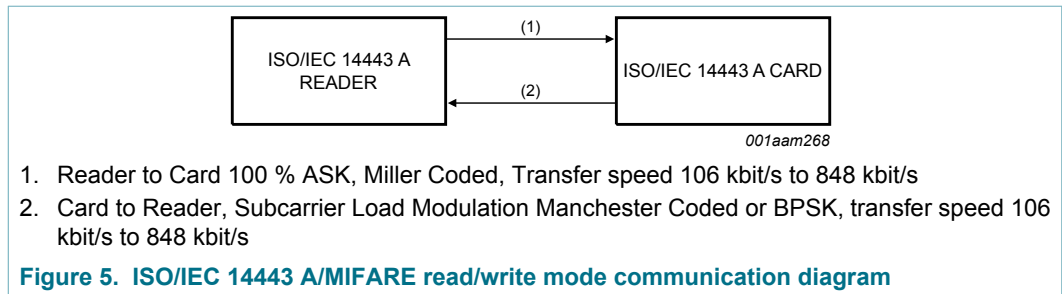 (1)
ISO/IEC 14443 A
READER
ISO/IEC 14443 A CARD
(2)
001aam268
1. Reader to Card 100 % ASK, Miller Coded, Transfer speed 106 kbit/s to 848 kbit/s
2. Card to Reader, Subcarrier Load Modulation Manchester Coded or BPSK, transfer speed 106
kbit/s to 848 kbit/s
Figure 5. ISO/IEC 14443 A/MIFARE read/write mode communication diagram